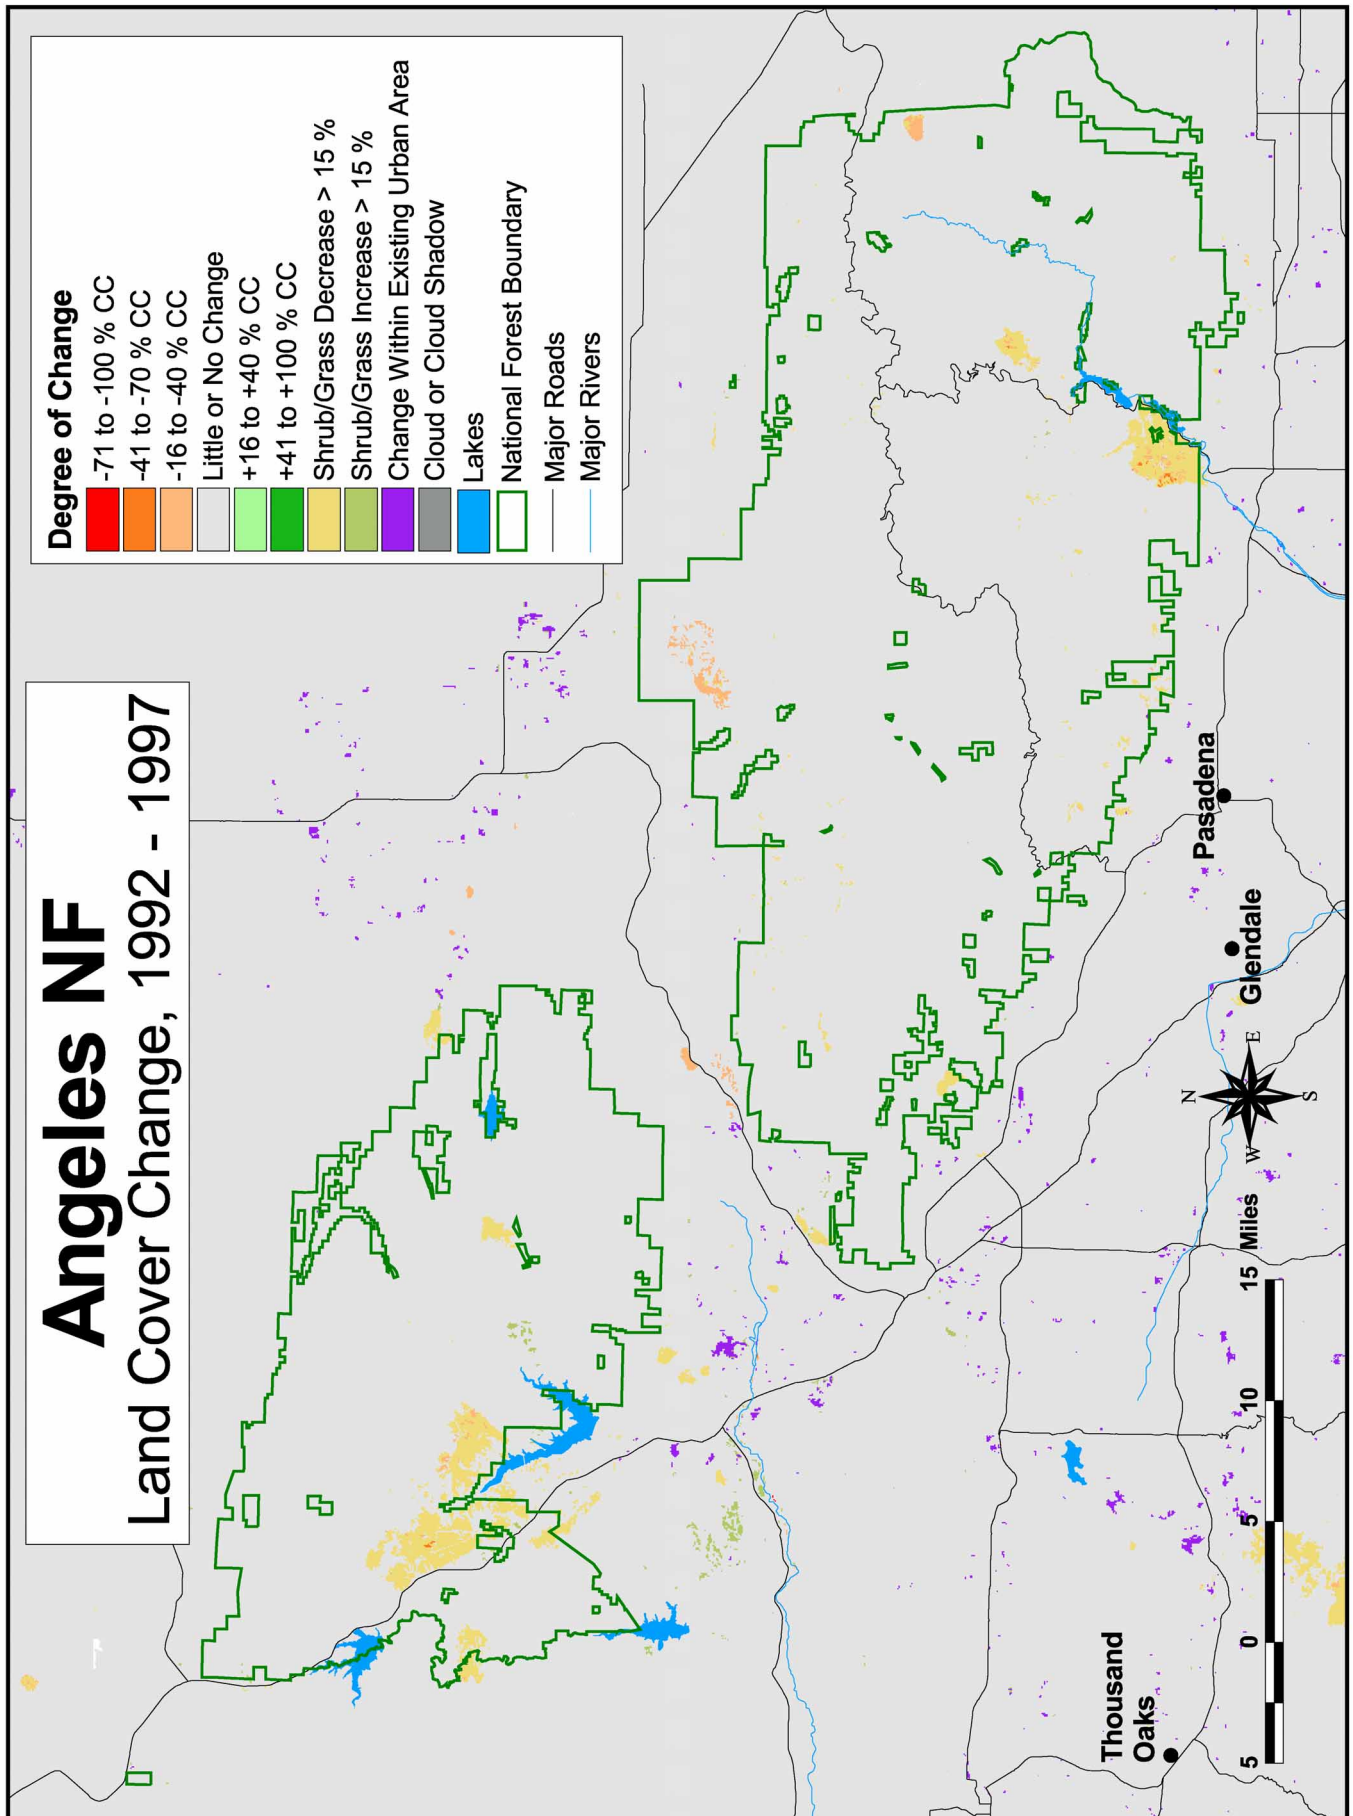 Angeles NF
Land Cover Change, 1992 - 1997
Degree of Change
-71 to -100 % CC
-41 to -70 % CC
-16 to -40 % CC
Little or No Change
+16 to +40 % CC
+41 to +100 % CC
Shrub/Grass Decrease > 15 %
Shrub/Grass Increase > 15 %
Change Within Existing Urban Area
Cloud or Cloud Shadow
Lakes
National Forest Boundary
Major Roads
Major Rivers
Pasadena
Glendale
Thousand
Oaks
N
E
S
W
5 0 5 10 15 Miles